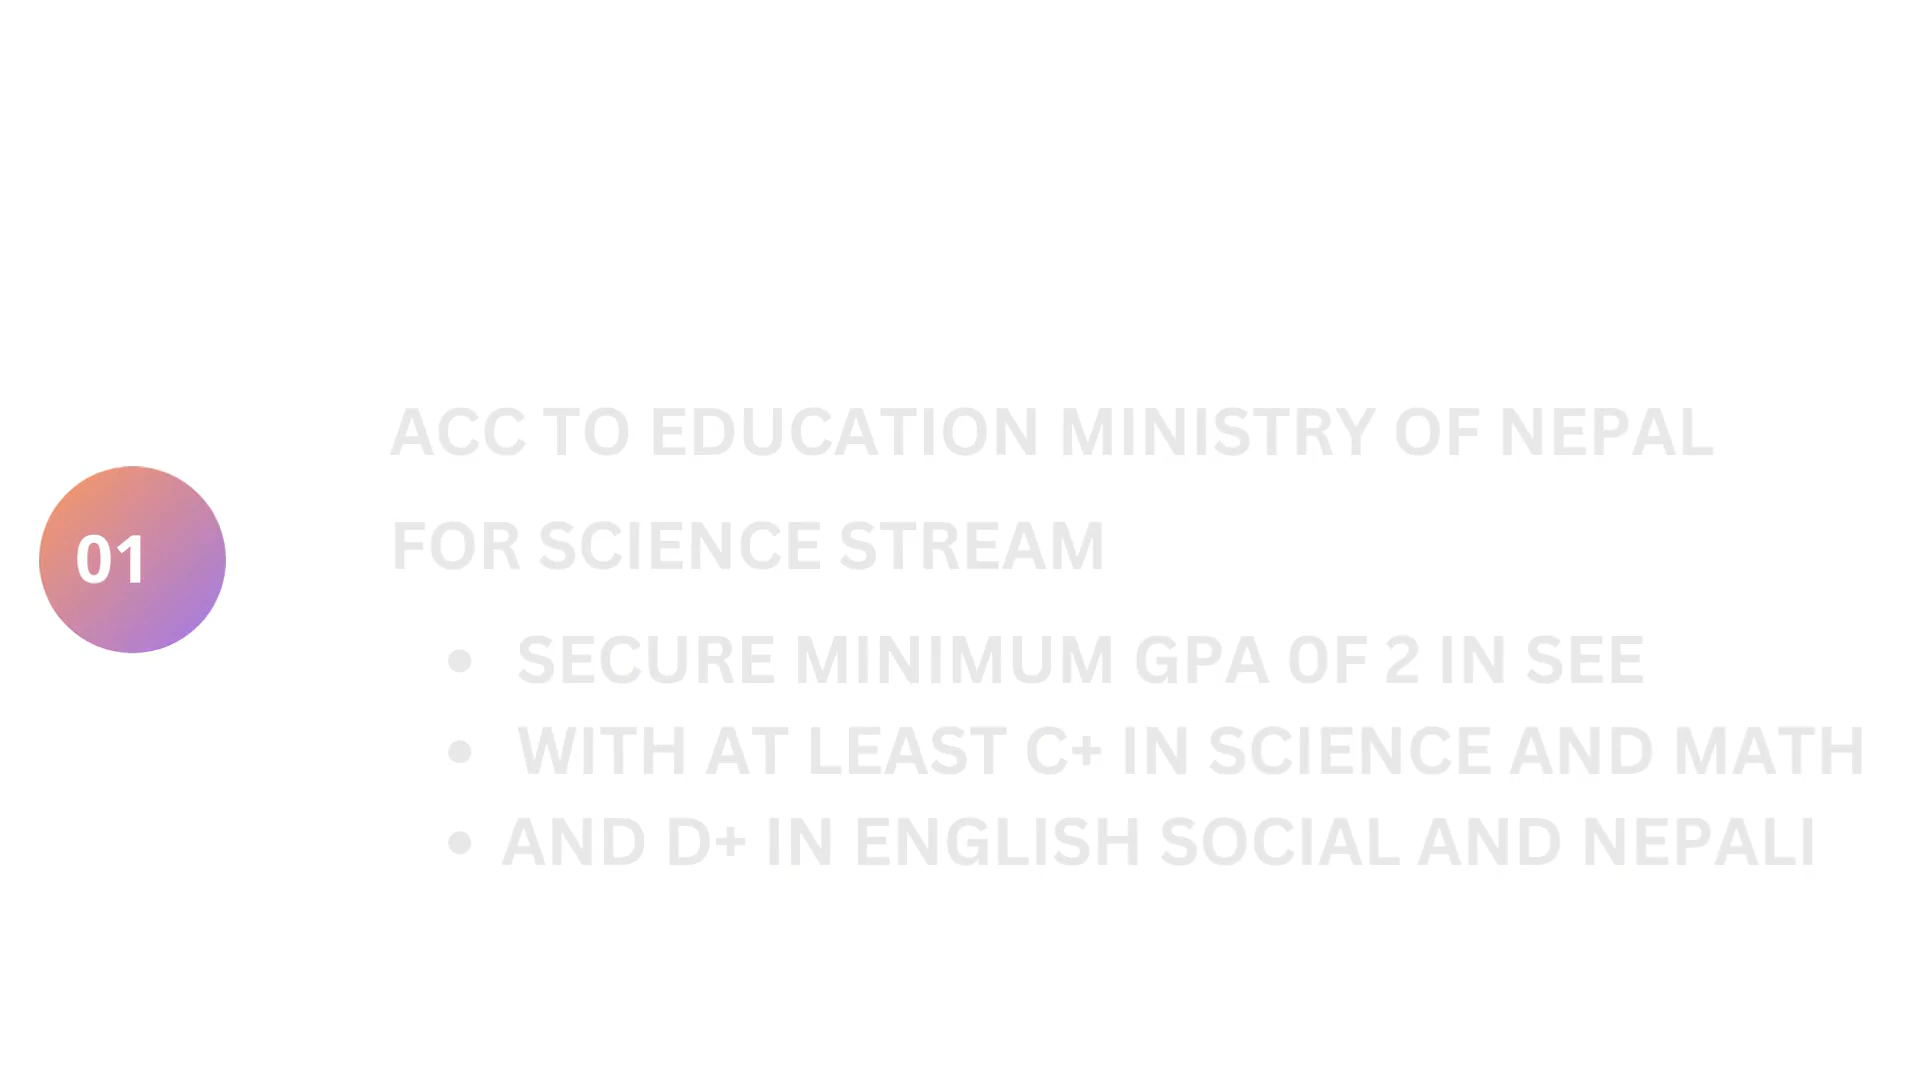 ACC TO EDUCATION MINISTRY OF NEPAL
01
FOR SCIENCE STREAM
• SECURE MINIMUM GPA 0F 2 IN SEE
• WITH AT LEAST C+ IN SCIENCE AND MATH
• AND D+ IN ENGLISH SOCIAL AND NEPALI